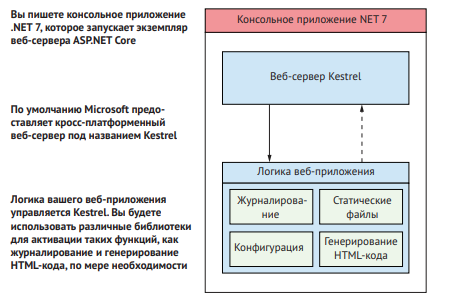 Вы пишете консольное приложение
.NET 7, которое запускает экземпляр
веб-сервера ASP.NET Core
По умолчанию Microsoft предо-
ставляет кросс-платформенный
веб-сервер под названием Kestrel
Логика вашего веб-приложения
управляется Kestrel. Вы будете
использовать различные библиотеки
для активации таких функций, как
журналирование и генерирование
HTML-кода, по мере необходимости
Консольное приложение NET 7
Веб-сервер Kestrel
Логика веб-приложения
Журналирова-
ние
Статические
файлы
Конфигурация
Генерирование
HTML-кода